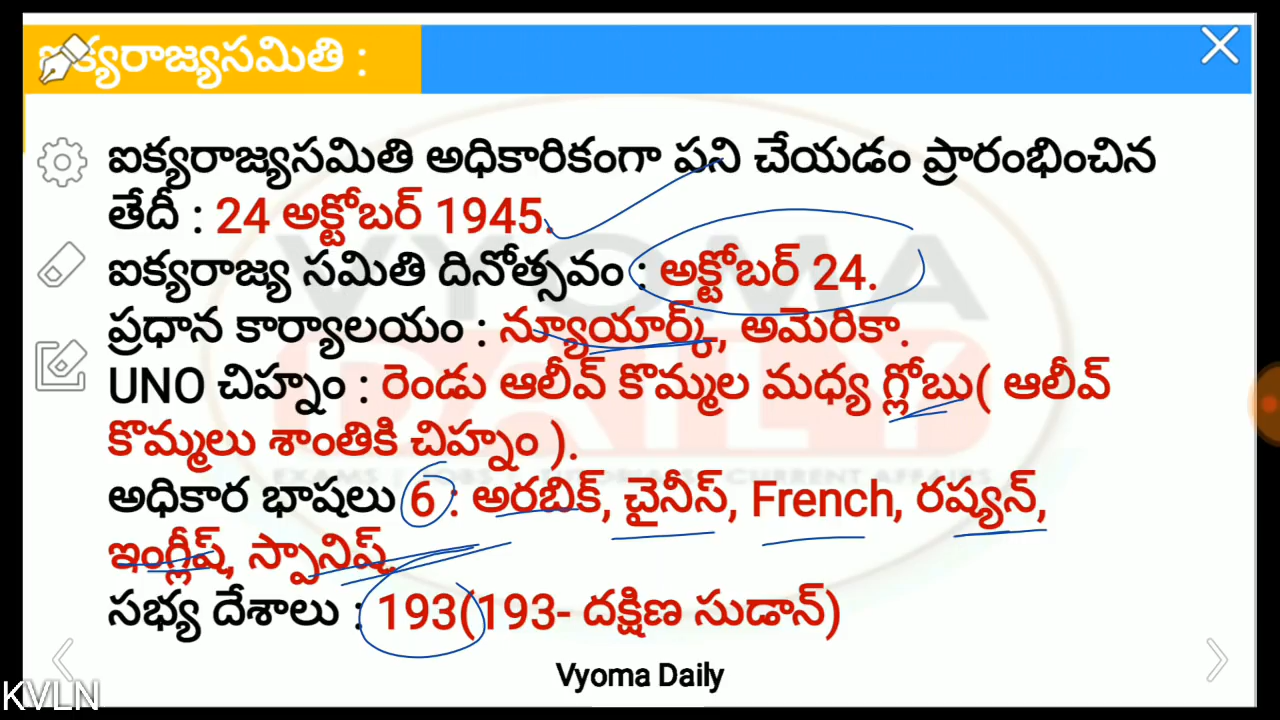 ఐక్యరాజ్యసమితి :
ఐక్యరాజ్యసమితి అధికారికంగా పని చేయడం ప్రారంభించిన
తేదీ : 24 అక్టోబర్ 1945.
ఐక్యరాజ్య సమితి దినోత్సవం : అక్టోబర్ 24.
ప్రధాన కార్యాలయం : న్యూయార్క్, అమెరికా.
UNO చిహ్నం : రెండు ఆలీవ్ కొమ్మల మధ్య గ్లోబు( ఆలీవ్
కొమ్మలు శాంతికి చిహ్నం ).
అధికార భాషలు 6 : అరబిక్, చైనీస్, French, రష్యన్,
ఇంగ్లీష్, స్పానిష్.
సభ్య దేశాలు : 193(193- దక్షిణ సుడాన్)
Vyoma Daily
KVLN
VYOMA
DAILY